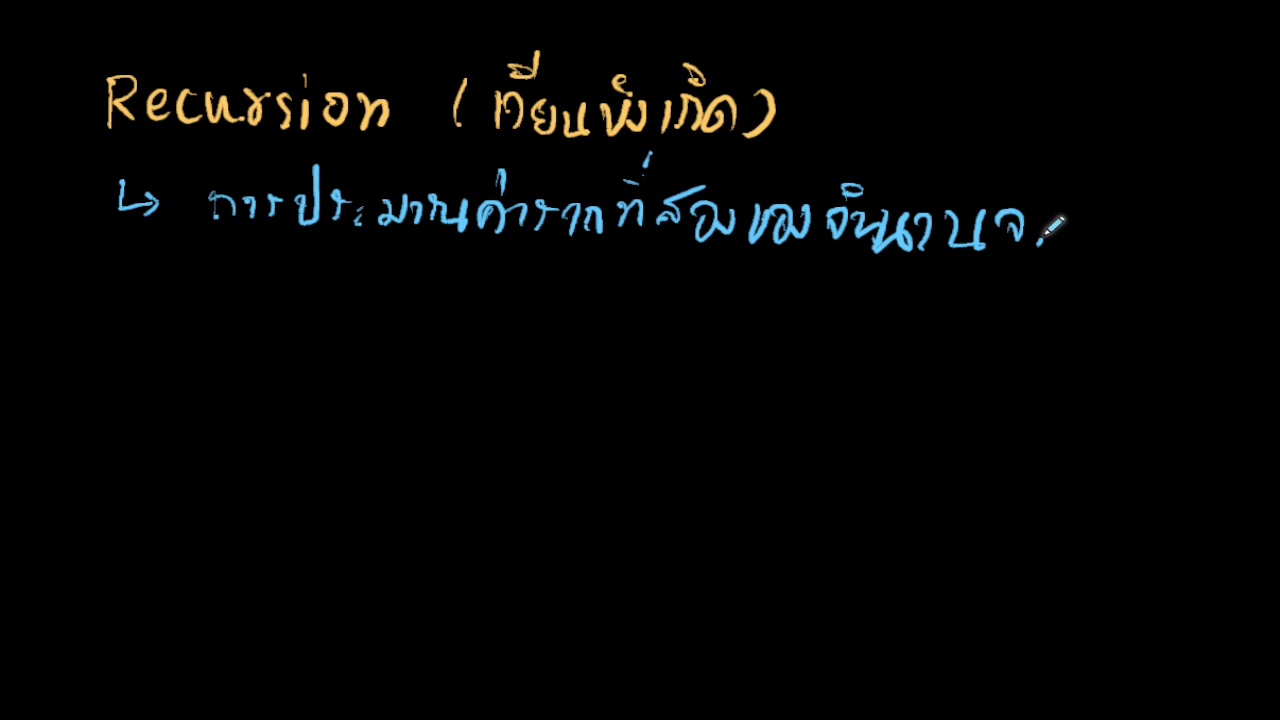 Recursion (เวียนบังเกิด)
↳ การประมาณค่ารากที่สองของจำนวนจ